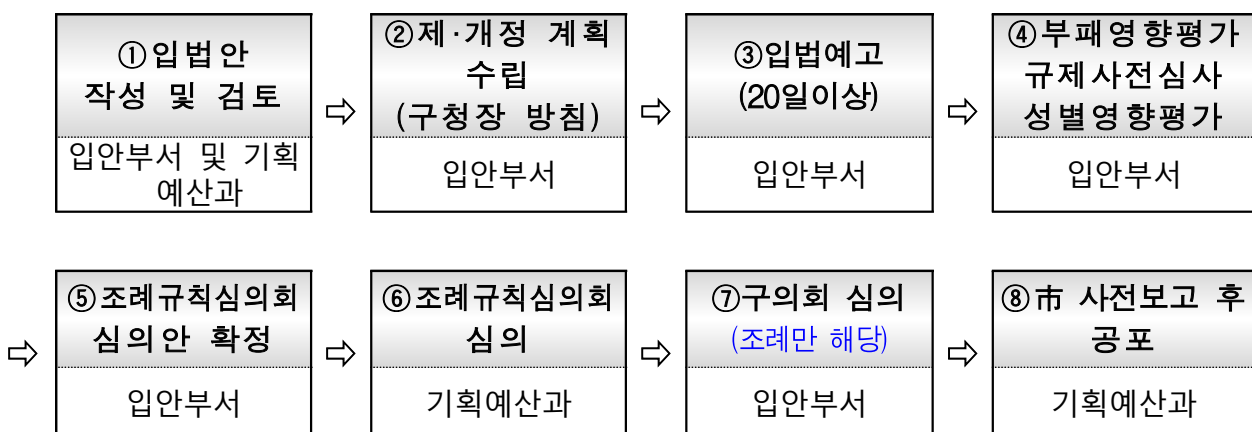 ①입법안
작성 및 검토
입안부서 및 기획
예산과
⇨
②제·개정 계획
수립
(구청장 방침)
입안부서
⇨
③입법예고
(20일이상)
입안부서
⇨
④부패영향평가
규제사전심사
성별영향평가
입안부서
⇨
⑤조례규칙심의회
심의안 확정
입안부서
⇨
⑥조례규칙심의회
심의
기획예산과
⇨
⑦구의회 심의
(조례만 해당)
입안부서
⇨
⑧市 사전보고 후
공포
기획예산과